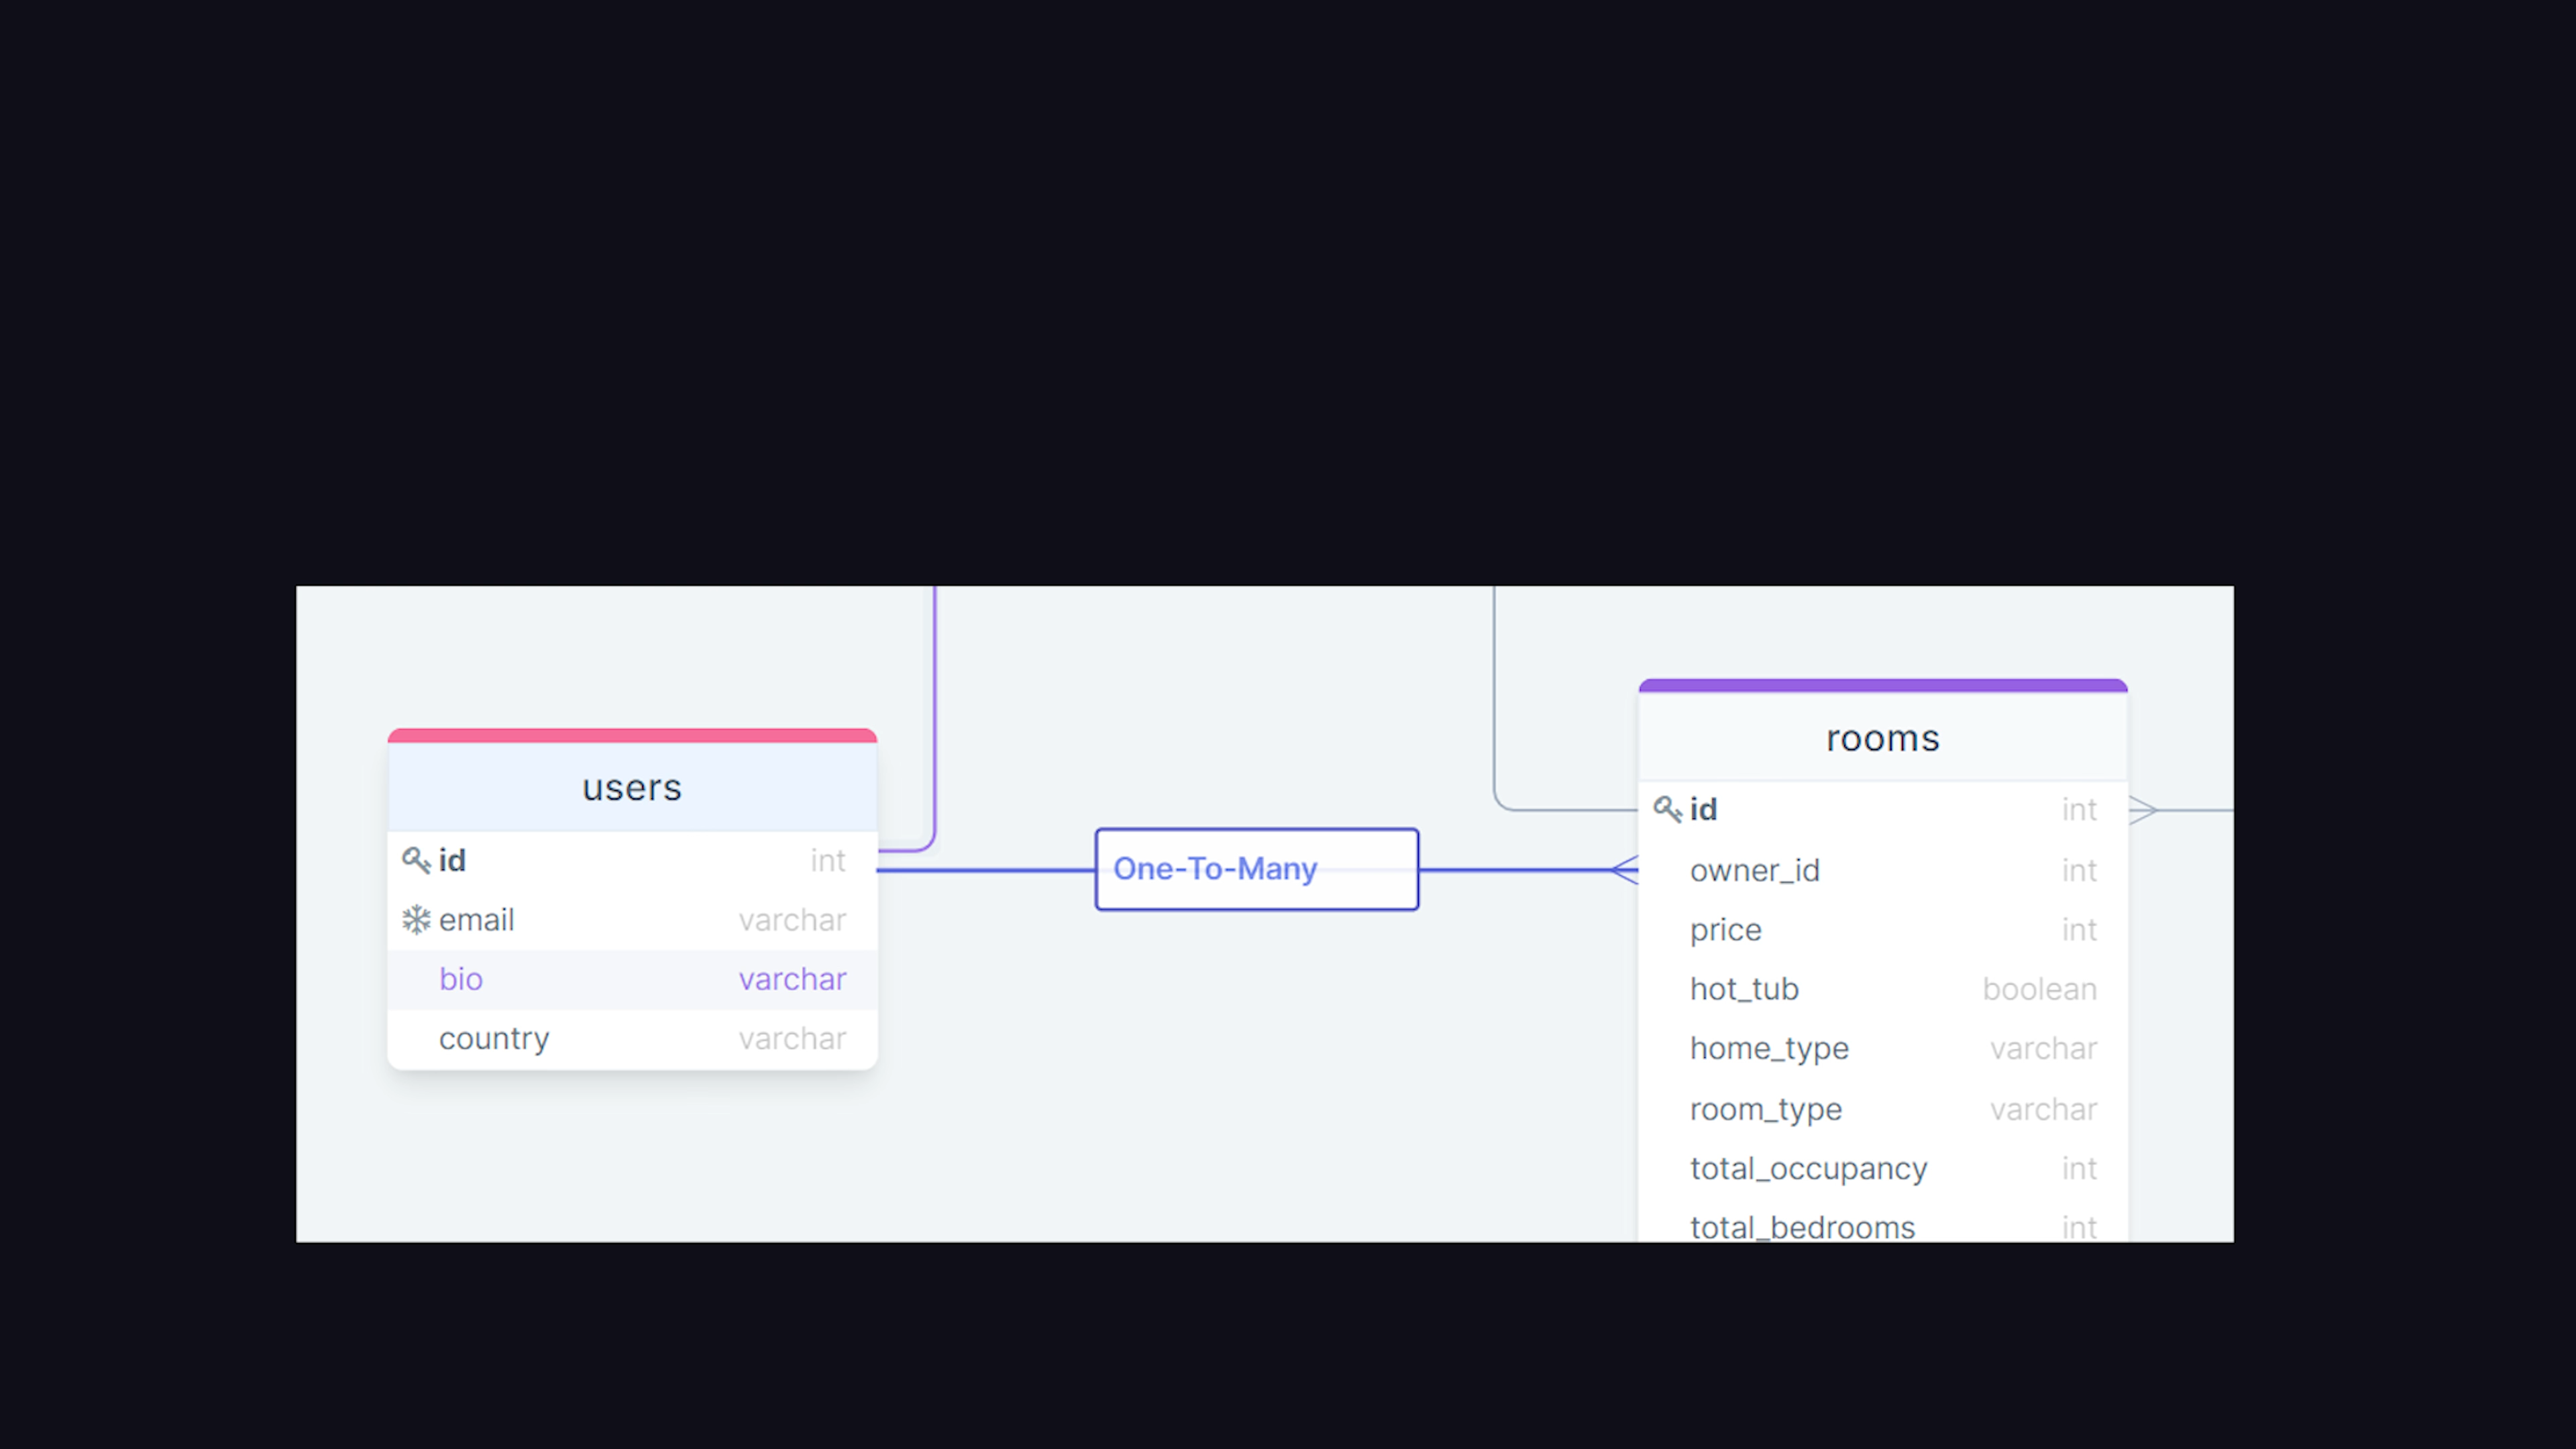 users
id int
email varchar
bio varchar
country varchar
One-To-Many
rooms
id int
owner_id int
price int
hot_tub boolean
home_type varchar
room_type varchar
total_occupancy int
total_bedrooms int